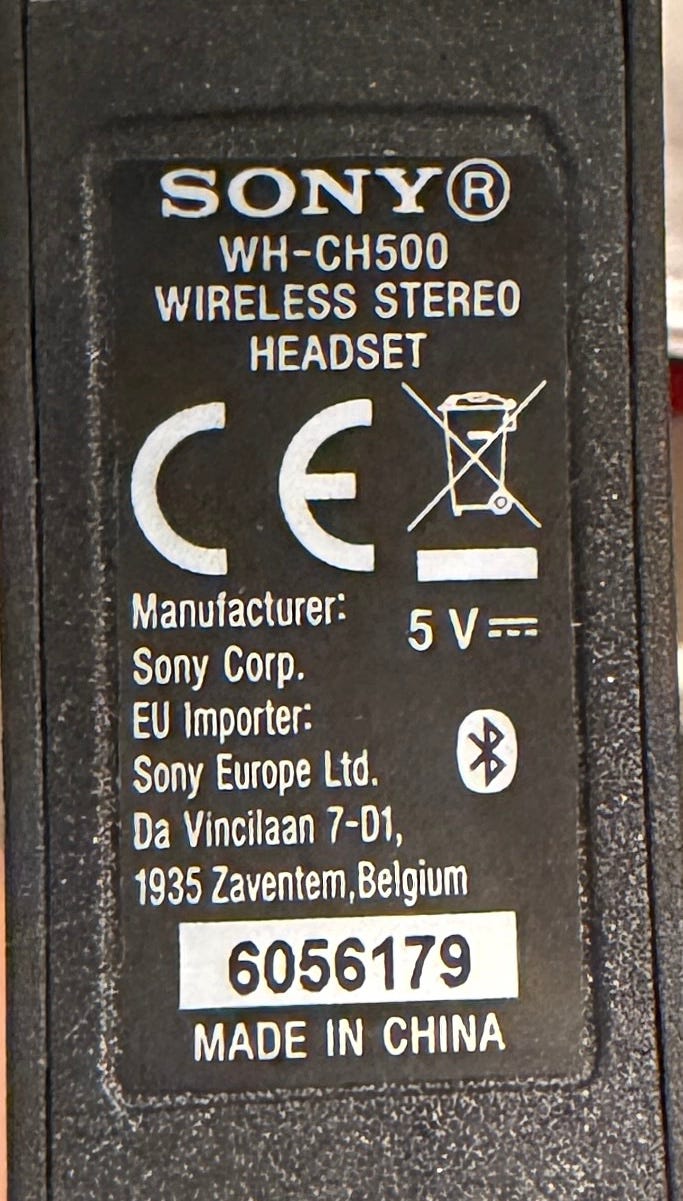 SONY®
WH-CH500
WIRELESS STEREO
HEADSET
CE
Manufacturer:
Sony Corp.
EU Importer:
Sony Europe Ltd.
Da Vincilaan 7-D1,
1935 Zaventem,Belgium
5 V⎓
6056179
MADE IN CHINA